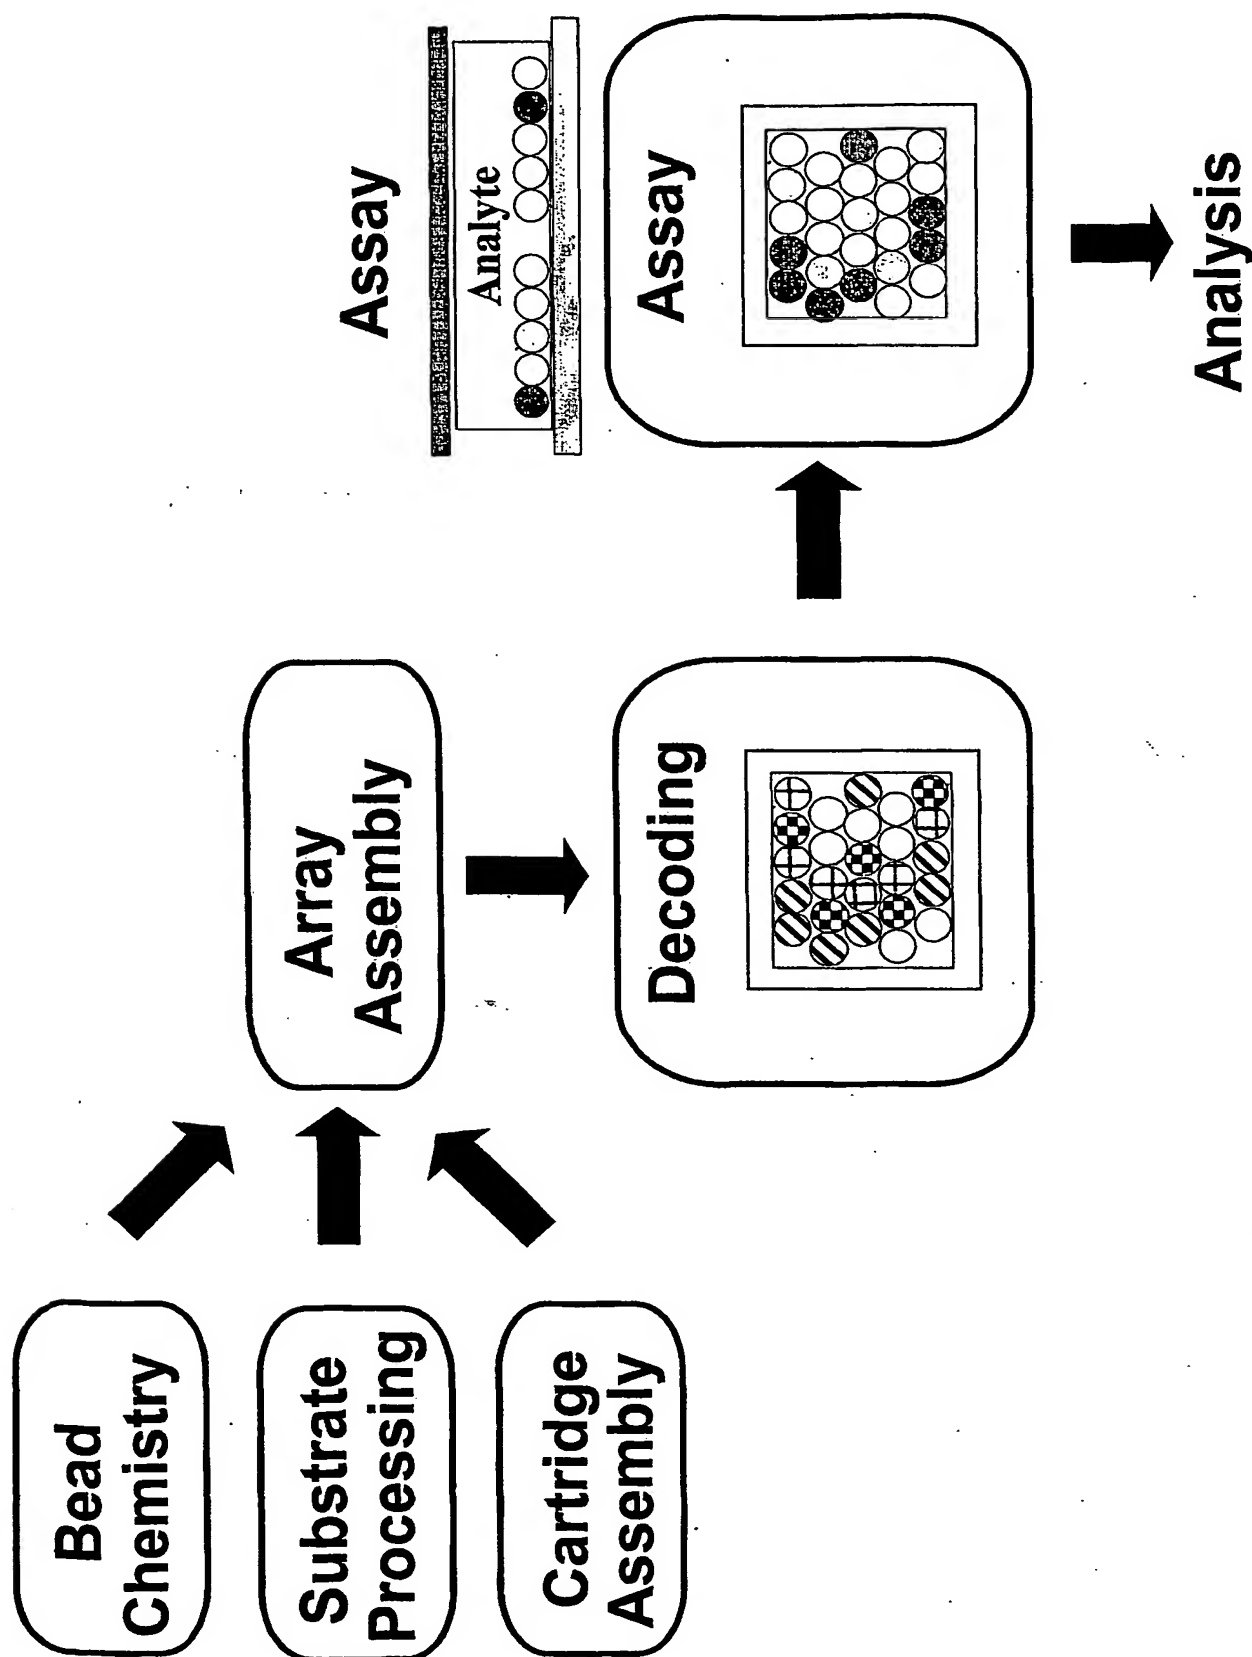 Bead
Chemistry
Substrate
Processing
Cartridge
Assembly
Array
Assembly
Decoding
Assay
Analyte
Assay
Analysis